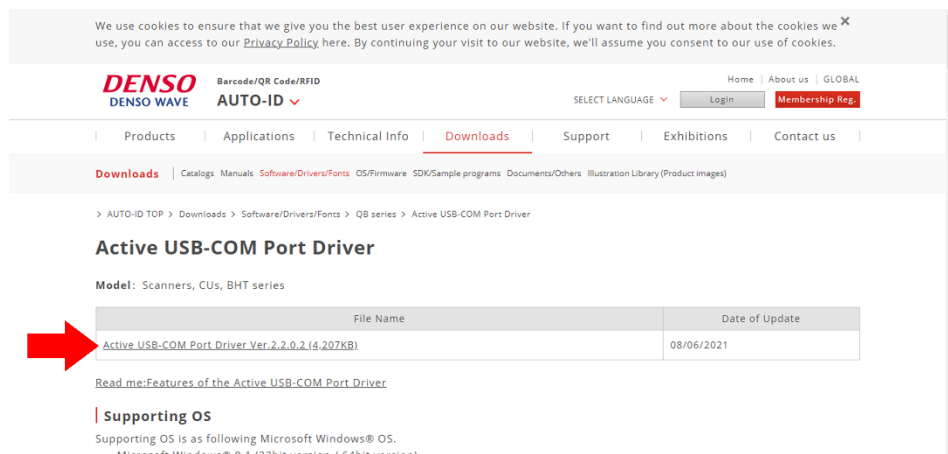 We use cookies to ensure that we give you the best user experience on our website. If you want to find out more about the cookies we ×
use, you can access to our Privacy Policy here. By continuing your visit to our website, we'll assume you consent to our use of cookies.
DENSO
DENSO WAVE
Barcode/QR Code/RFID
AUTO-ID
Home | About us | GLOBAL
SELECT LANGUAGE Login Membership Reg.
Products Applications Technical Info Downloads Support Exhibitions Contact us
Downloads Catalogs Manuals Software/Drivers/Fonts OS/Firmware SDK/Sample programs Documents/Others Illustration Library (Product images)
> AUTO-ID TOP > Downloads > Software/Drivers/Fonts > QB series > Active USB-COM Port Driver
Active USB-COM Port Driver
Model: Scanners, CUs, BHT series
File Name Date of Update
Active USB-COM Port Driver Ver.2.2.0.2 (4,207KB) 08/06/2021
Read me:Features of the Active USB-COM Port Driver
Supporting OS
Supporting OS is as following Microsoft Windows® OS.
Microsoft Windows® 8.1 (32bit version / 64bit version)